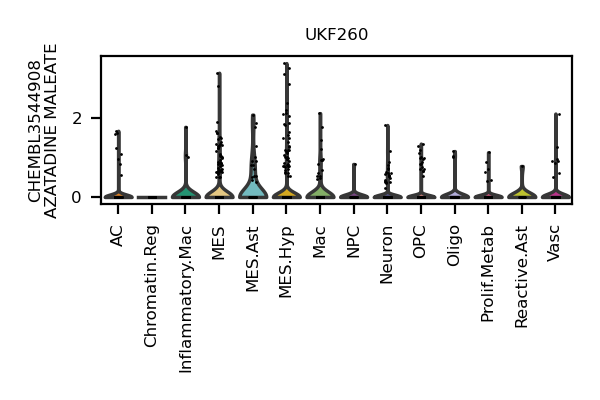 UKF260
CHEMBL3544908
AZATADINE MALEATE
2
0
AC
Chromatin.Reg
Inflammatory.Mac
MES
MES.Ast
MES.Hyp
Mac
NPC
Neuron
OPC
Oligo
Prolif.Metab
Reactive.Ast
Vasc